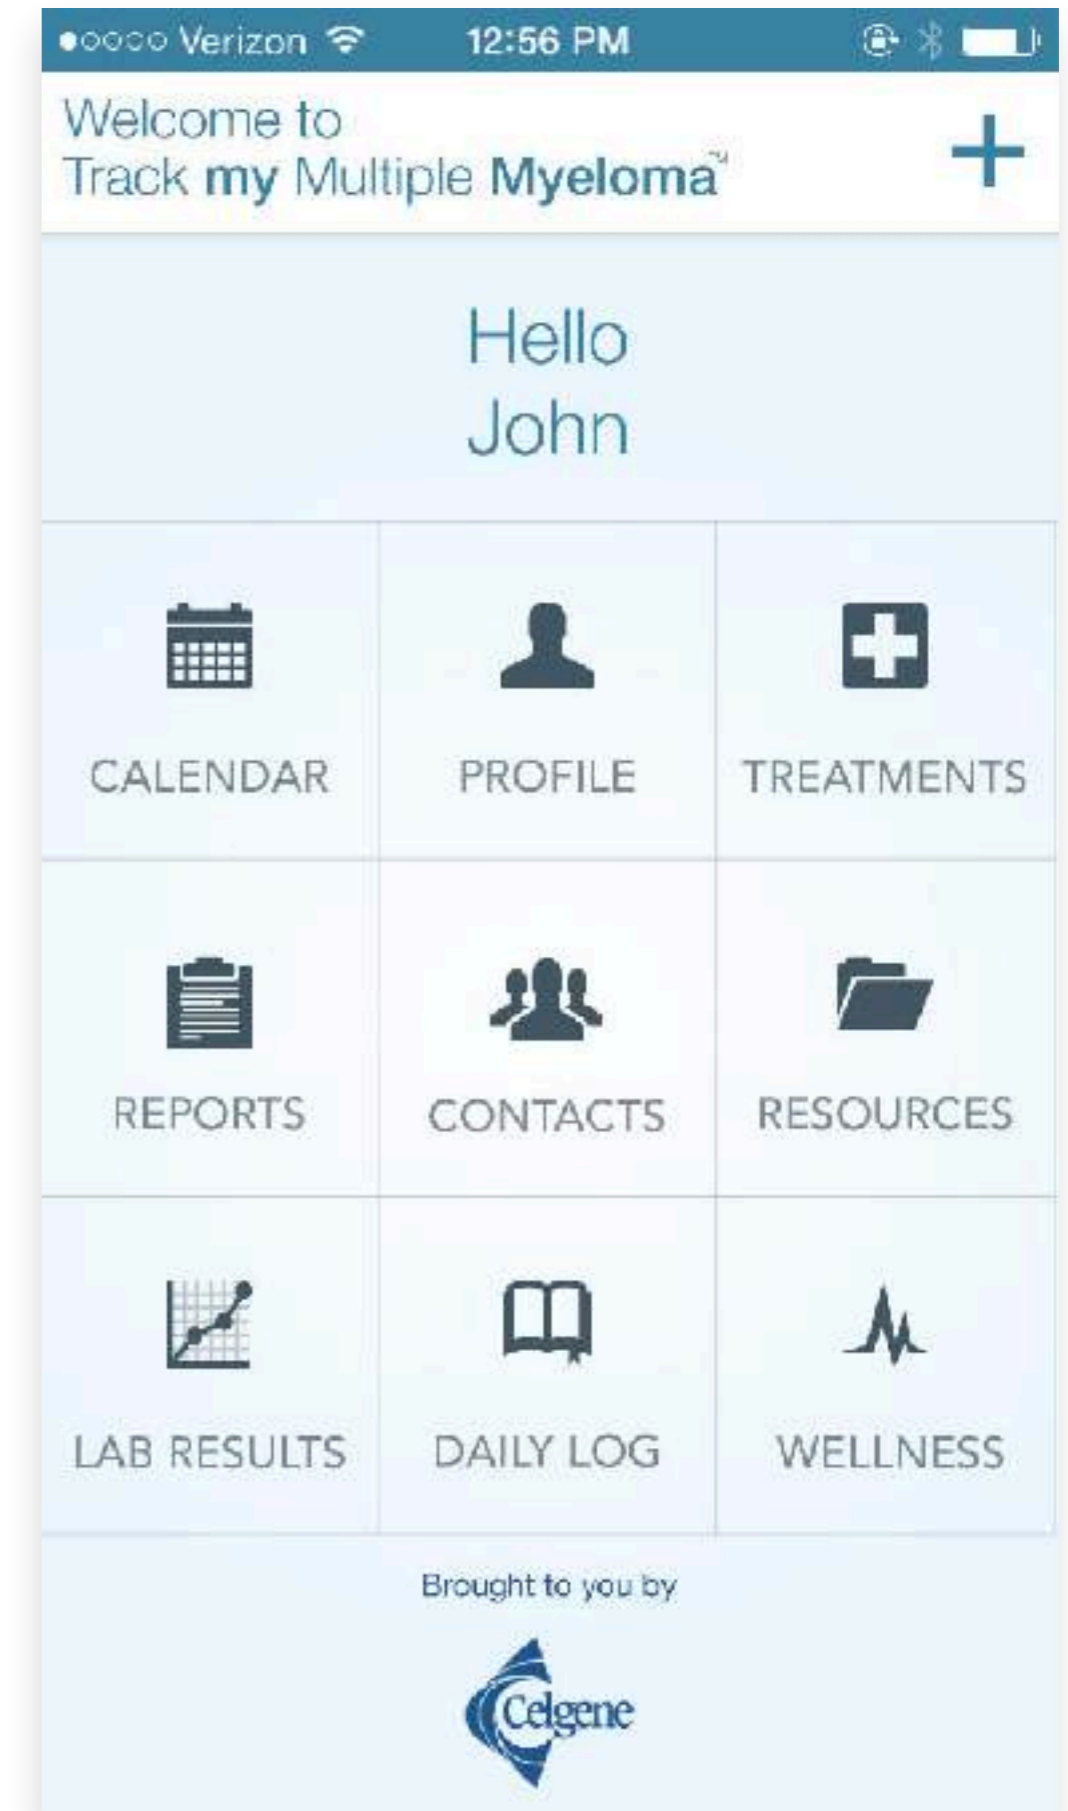 Verizon 12:56 PM
Welcome to
Track my Multiple Myeloma™
Hello
John
CALENDAR PROFILE TREATMENTS
REPORTS CONTACTS RESOURCES
LAB RESULTS DAILY LOG WELLNESS
Brought to you by
Celgene